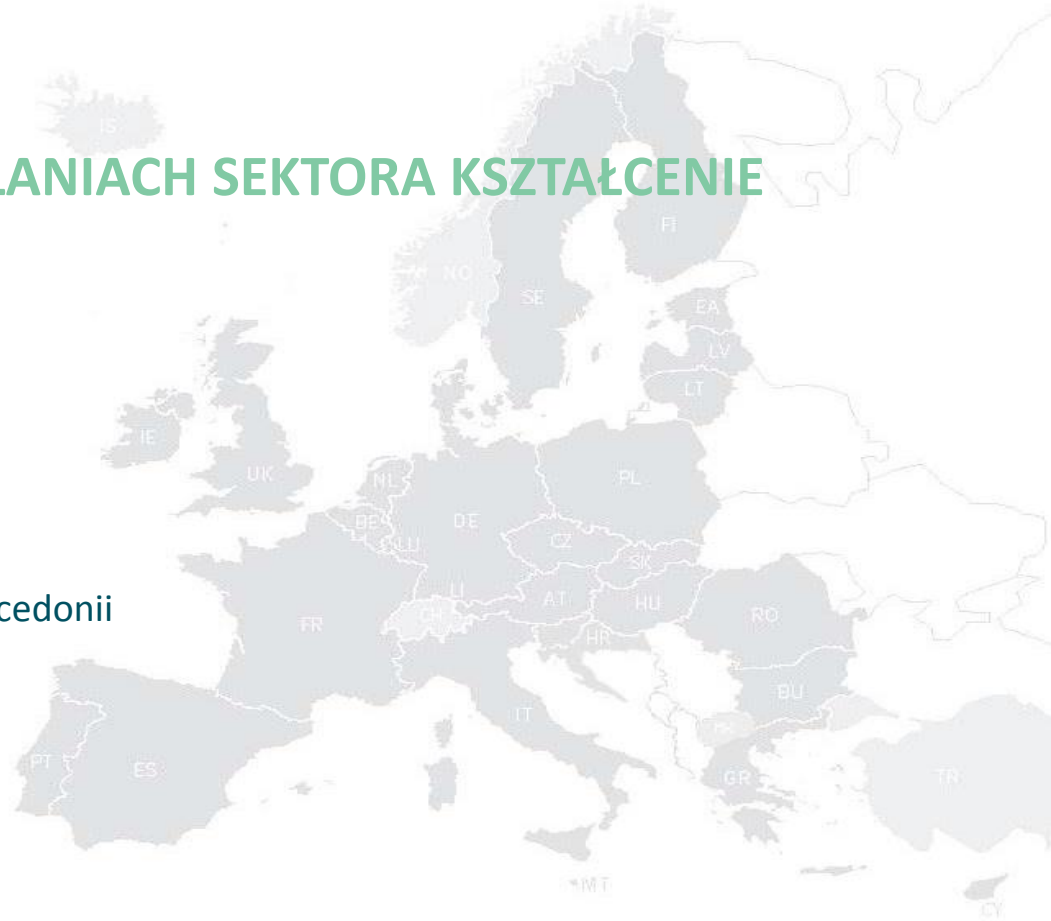 IS
ŁANIACH SEKTORA KSZTAŁCENIE
FI
NO
SE
EA
LV
LT
IE
UK
NL
PL
BE
DE
LU
CZ
SK
LI
AT
HU
cedonii
FR
CH
HR
RO
BU
IT
PT
ES
GR
TR
MT
CY